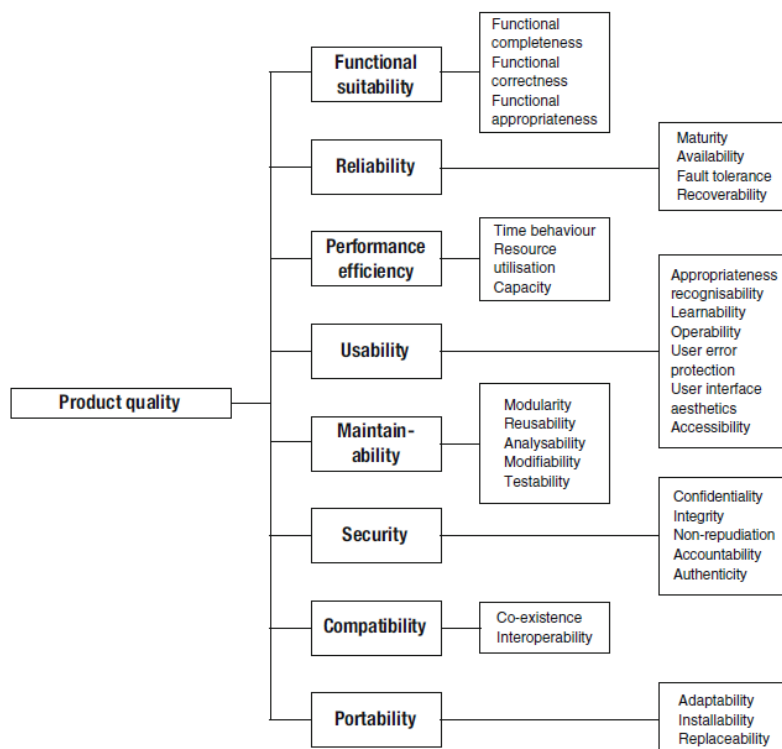 Functional
suitability
Functional
completeness
Functional
correctness
Functional
appropriateness
Reliability
Maturity
Availability
Fault tolerance
Recoverability
Performance
efficiency
Time behaviour
Resource
utilisation
Capacity
Usability
Appropriateness
recognisability
Learnability
Operability
User error
protection
User interface
aesthetics
Accessibility
Product quality
Maintain-
ability
Modularity
Reusability
Analysability
Modifiability
Testability
Security
Confidentiality
Integrity
Non-repudiation
Accountability
Authenticity
Compatibility
Co-existence
Interoperability
Portability
Adaptability
Installability
Replaceability